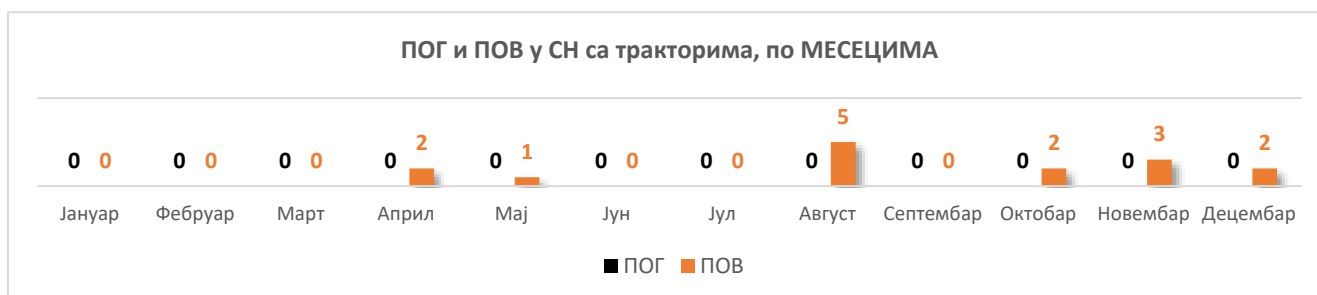 ПОГ и ПОВ у СН са тракторима, по МЕСЕЦИМА
0 0 0 0 0 0 0 2 0 1 0 0 0 0 0 5 0 0 0 2 0 3 0 2
Јануар Фебруар Март Април Мај Јун Јул Август Септембар Октобар Новембар Децембар
ПОГ ПОВ